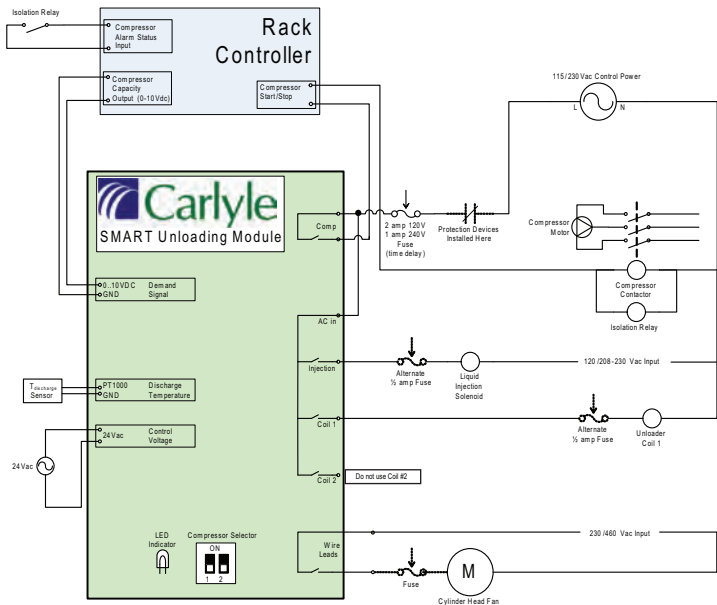 Isolation Relay
Compressor
Alarm Status
Input
Rack
Controller
Compressor
Capacity
Output (0-10Vdc)
Compressor
Start/Stop
115/230Vac Control Power
L
N
Carlyle
SMART Unloading Module
Comp
2 amp 120V
1 amp 240V
Fuse
(time delay)
Protection Devices
Installed Here
Compressor
Motor
Compressor
Contactor
Isolation Relay
0..10VDC Demand
GND Signal
AC in
Injection
Alternate
½ amp Fuse
Liquid
Injection
Solenoid
120/208-230 Vac Input
Tdischarge
Sensor
PT1000 Discharge
GND Temperature
Coil 1
Alternate
½ amp Fuse
Unloader
Coil 1
24Vac Control
Voltage
24Vac
Coil 2
Do not use Coil #2
LED
Indicator
Compressor Selector
ON
1 2
Wire
Leads
230/460 Vac Input
Fuse
M
Cylinder Head Fan